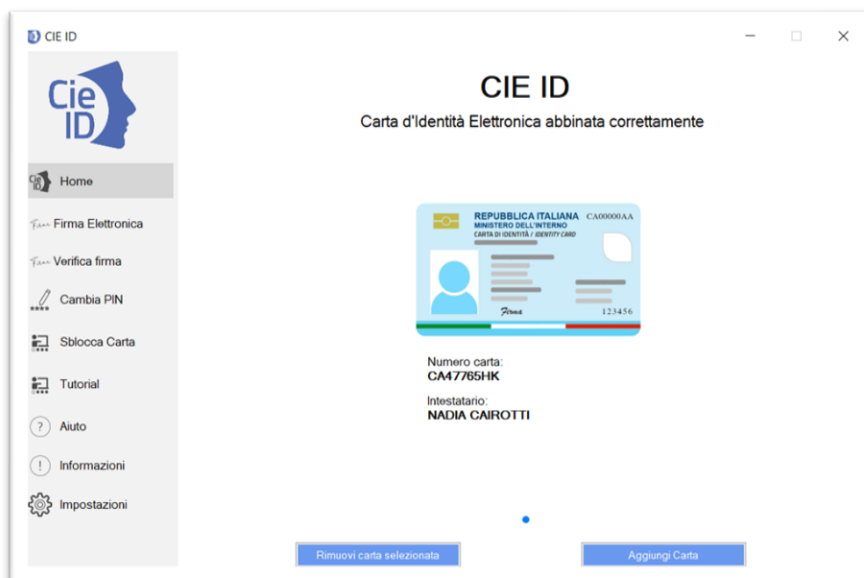 CIE ID
Cie
ID
CIE ID
Carta d'Identità Elettronica abbinata correttamente
Home
Firma Elettronica
Verifica firma
Cambia PIN
Sblocca Carta
Tutorial
Aiuto
Informazioni
Impostazioni
REPUBBLICA ITALIANA CA00000AA
MINISTERO DELL'INTERNO
CARTA DI IDENTITÀ / IDENTITY CARD
Firma 123456
Numero carta:
CA47765HK
Intestatario:
NADIA CAIROTTI
Rimuovi carta selezionata
Aggiungi Carta